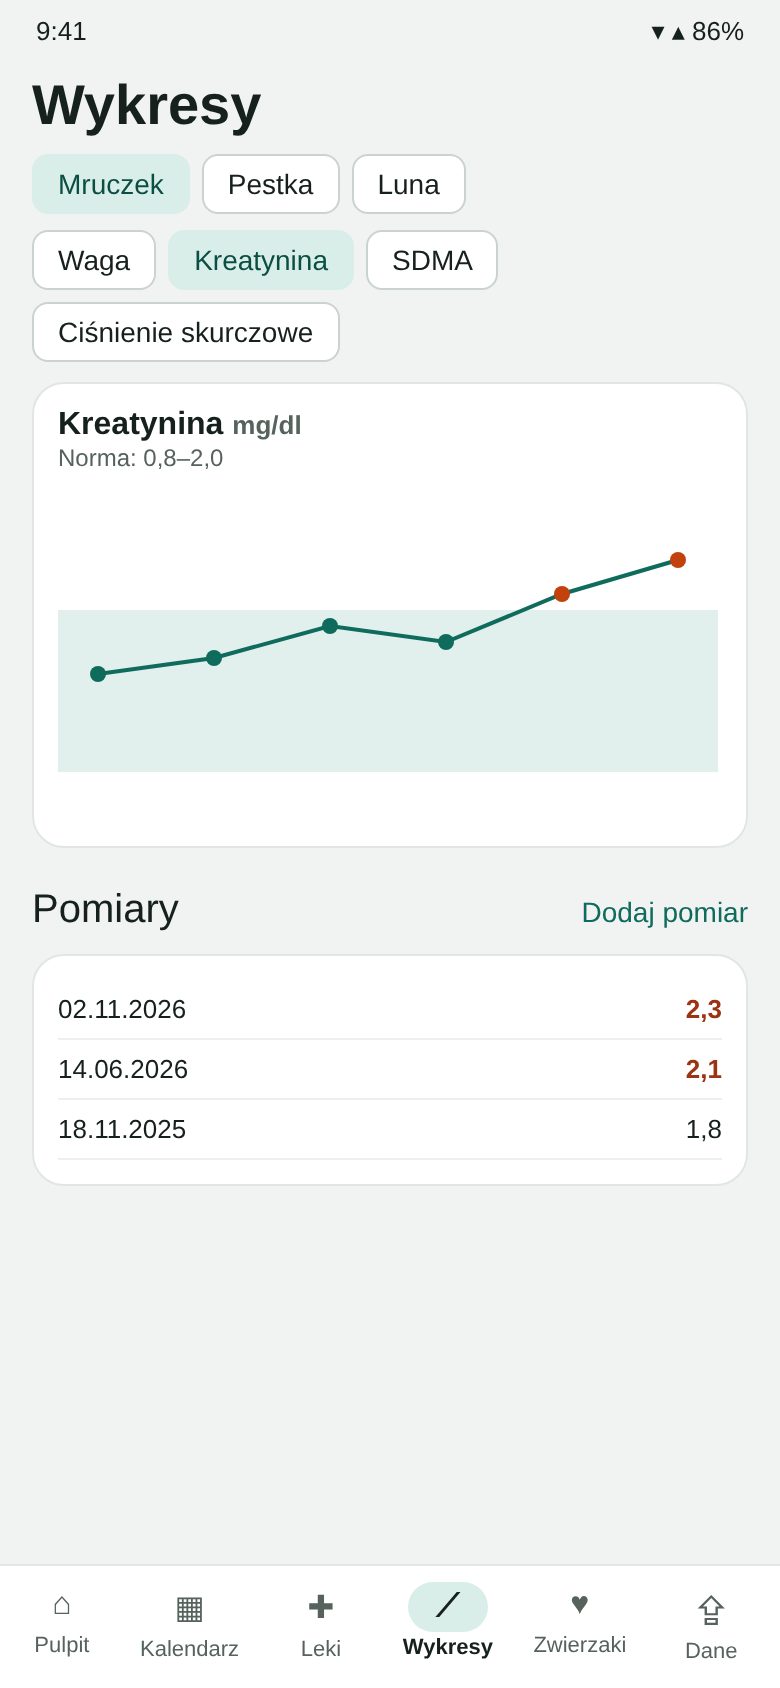 9:41 86%
Wykresy
Mruczek Pestka Luna
Waga Kreatynina SDMA
Ciśnienie skurczowe
Kreatynina mg/dl
Norma: 0,8–2,0
Pomiary Dodaj pomiar
02.11.2026 2,3
14.06.2026 2,1
18.11.2025 1,8
Pulpit Kalendarz Leki Wykresy Zwierzaki Dane